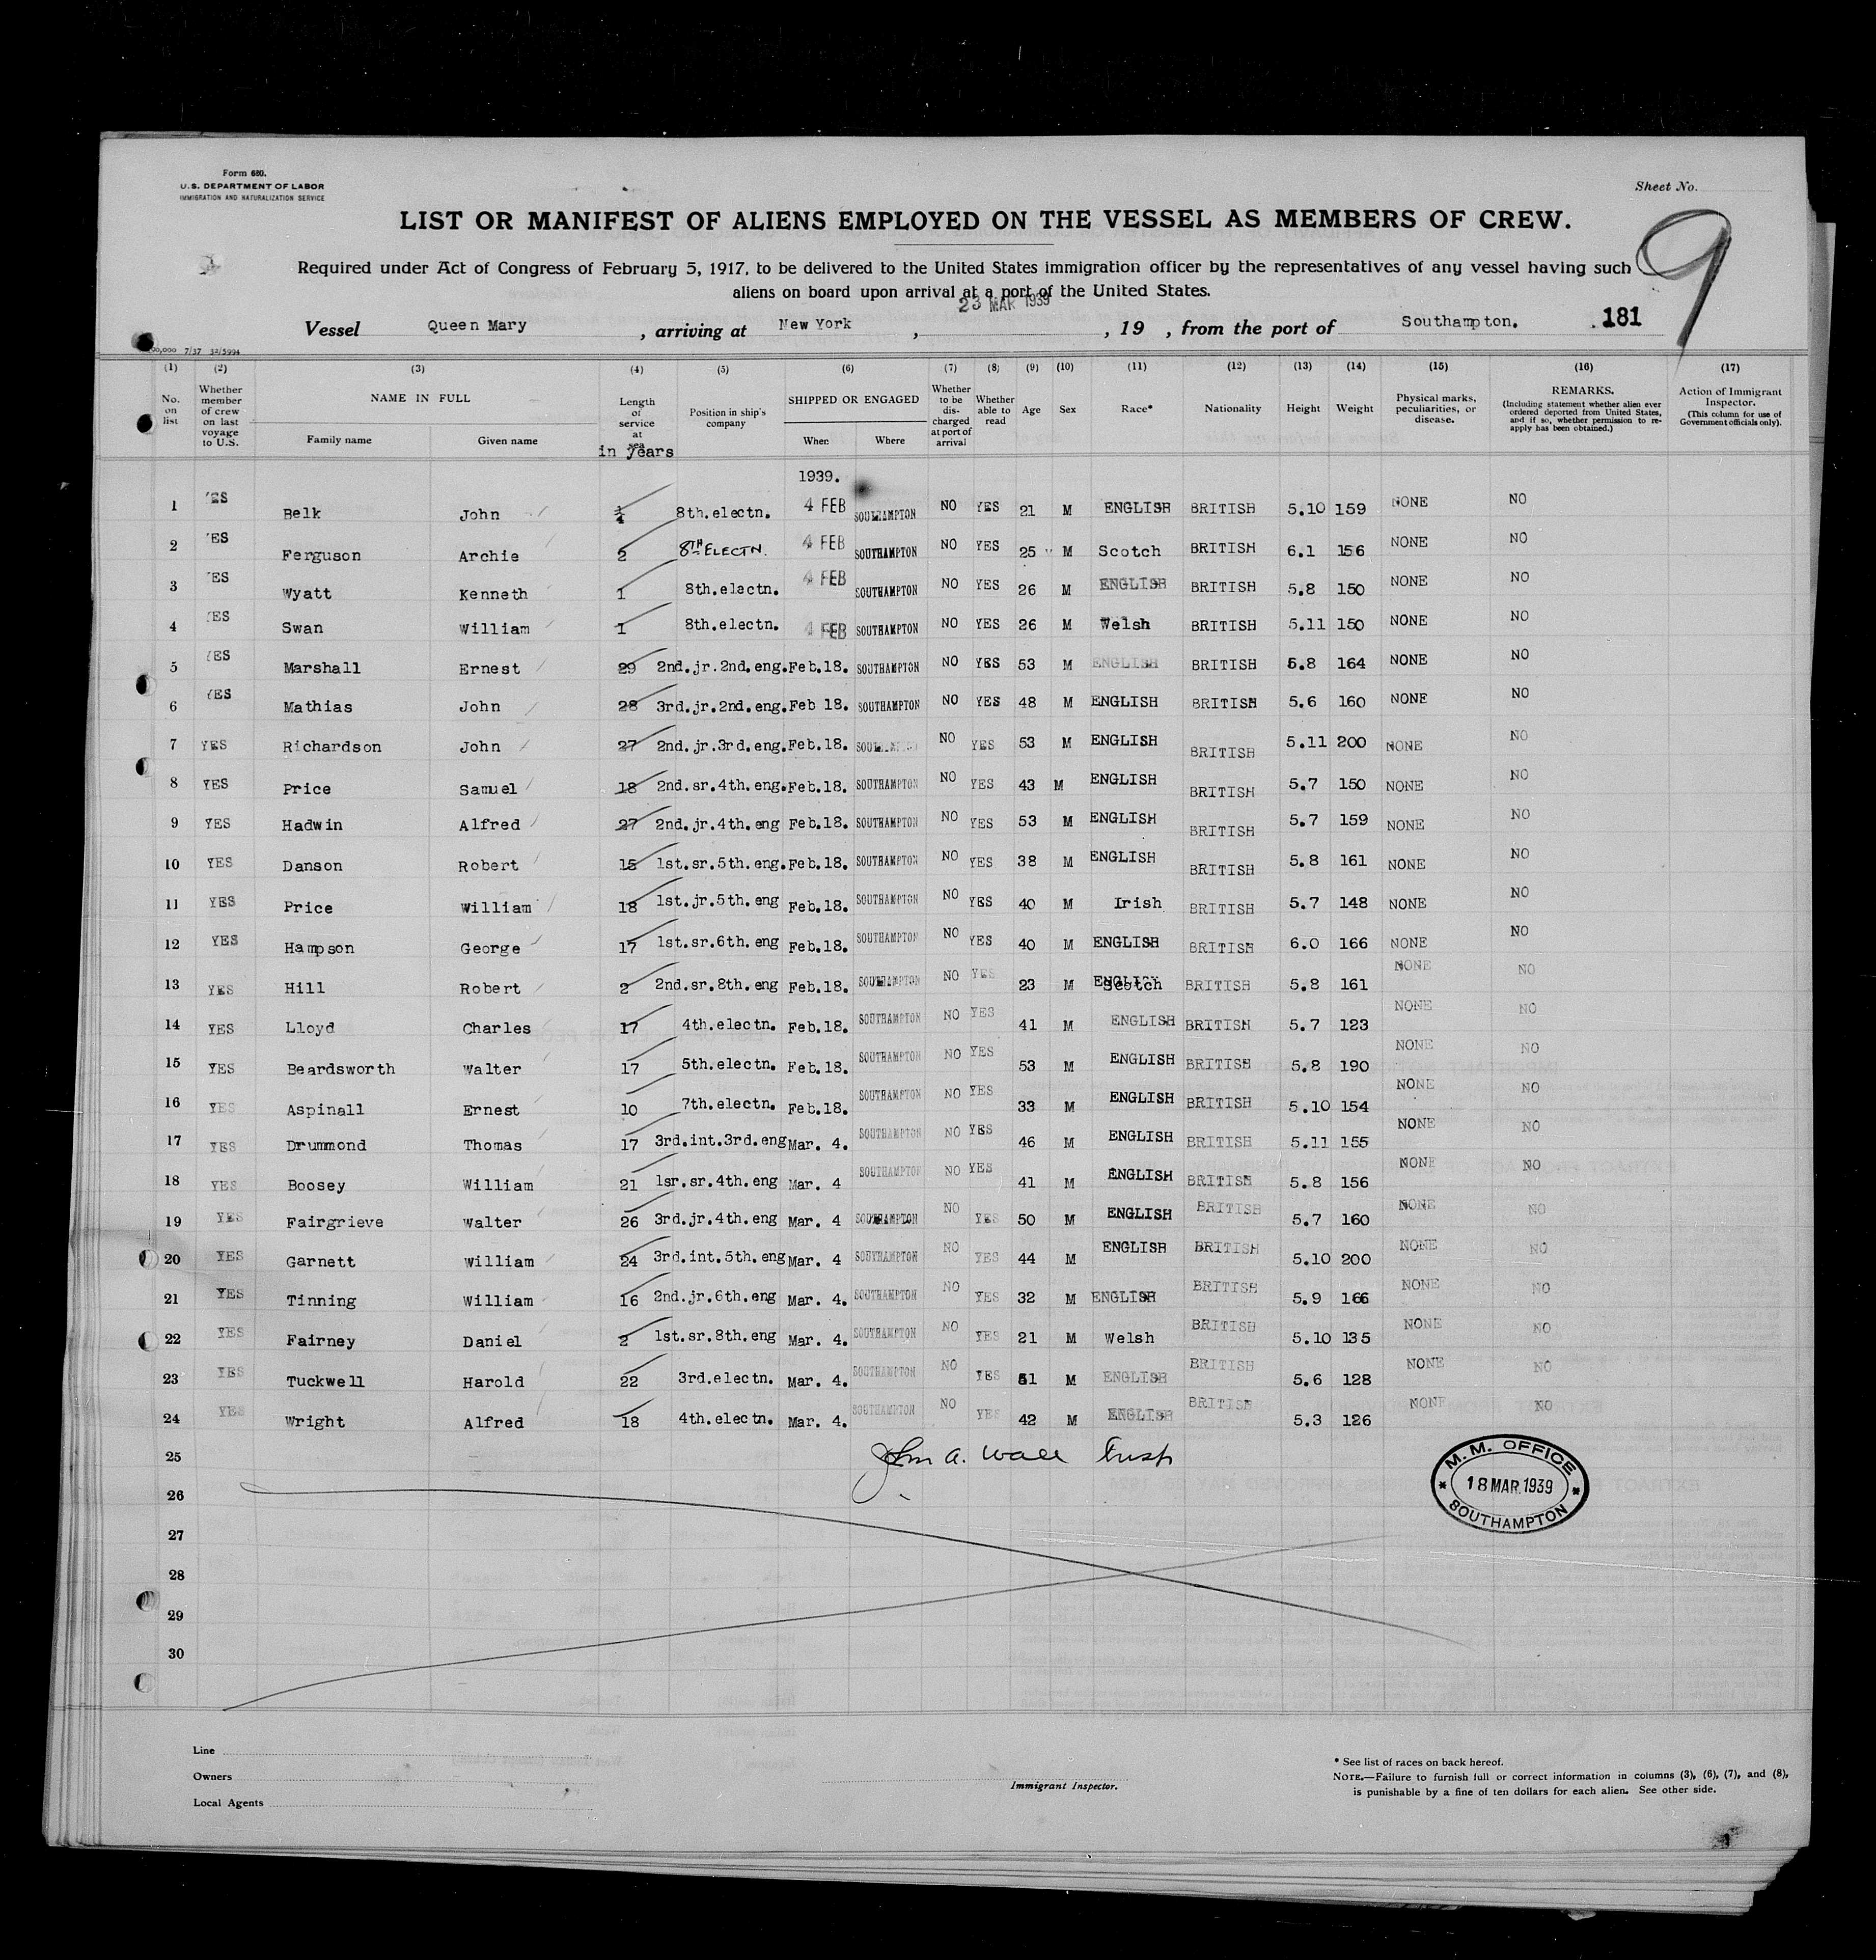 Form 680.
U.S. DEPARTMENT OF LABOR
IMMIGRATION AND NATURALIZATION SERVICE
Sheet No.
9
LIST OR MANIFEST OF ALIENS EMPLOYED ON THE VESSEL AS MEMBERS OF CREW.
Required under Act of Congress of February 5, 1917, to be delivered to the United States immigration officer by the representatives of any vessel having such
aliens on board upon arrival at a port of the United States.
23 MAR 1939
Vessel Queen Mary , arriving at New York , , 19 , from the port of Southampton. 181
7/37
(1) (2) (3) (4) (5) (6) (7) (8) (9) (10) (11) (12) (13) (14) (15) (16) (17)
No. on list
Whether member of crew on last voyage to U.S.
NAME IN FULL
Family name Given name
Length of service at sea
in years
Position in ship's company
SHIPPED OR ENGAGED
When Where
Whether to be discharged at port of arrival
Whether able to read
Age Sex Race* Nationality Height Weight
Physical marks, peculiarities, or disease.
REMARKS.
(Including statement whether alien ever ordered deported from United States, and if so, whether permission to reapply has been obtained.)
Action of Immigrant Inspector.
(This column for use of Government officials only).
1939.
1 YES Belk John 8th.electn. 4 FEB SOUTHAMPTON NO YES 21 M ENGLISH BRITISH 5.10 159 NONE NO
2 YES Ferguson Archie 2 8TH ELECTN. 4 FEB SOUTHAMPTON NO YES 25 M Scotch BRITISH 6.1 156 NONE NO
3 YES Wyatt Kenneth 1 8th.electn. 4 FEB SOUTHAMPTON NO YES 26 M ENGLISH BRITISH 5.8 150 NONE NO
4 YES Swan William 1 8th.electn. 4 FEB SOUTHAMPTON NO YES 26 M Welsh BRITISH 5.11 150 NONE NO
5 YES Marshall Ernest 29 2nd.jr.2nd.eng. Feb.18. SOUTHAMPTON NO YES 53 M ENGLISH BRITISH 5.8 164 NONE NO
6 YES Mathias John 28 3rd.jr.2nd.eng. Feb 18. SOUTHAMPTON NO YES 48 M ENGLISH BRITISH 5.6 160 NONE NO
7 YES Richardson John 27 2nd.jr.3rd.eng. Feb.18. SOUTHAMPTON NO YES 53 M ENGLISH BRITISH 5.11 200 NONE NO
8 YES Price Samuel 18 2nd.sr.4th.eng. Feb.18. SOUTHAMPTON NO YES 43 M ENGLISH BRITISH 5.7 150 NONE NO
9 YES Hadwin Alfred 27 2nd.jr.4th.eng Feb.18. SOUTHAMPTON NO YES 53 M ENGLISH BRITISH 5.7 159 NONE NO
10 YES Danson Robert 15 1st.sr.5th.eng. Feb.18. SOUTHAMPTON NO YES 38 M ENGLISH BRITISH 5.8 161 NONE NO
11 YES Price William 18 1st.jr.5th.eng Feb.18. SOUTHAMPTON NO YES 40 M Irish BRITISH 5.7 148 NONE NO
12 YES Hampson George 17 1st.sr.6th.eng Feb.18. SOUTHAMPTON NO YES 40 M ENGLISH BRITISH 6.0 166 NONE NO
13 YES Hill Robert 2 2nd.sr.8th.eng Feb.18. SOUTHAMPTON NO YES 23 M ENGLISH Scotch BRITISH 5.8 161 NONE NO
14 YES Lloyd Charles 17 4th.electn. Feb.18. SOUTHAMPTON NO YES 41 M ENGLISH BRITISH 5.7 123 NONE NO
15 YES Beardsworth Walter 17 5th.electn. Feb.18. SOUTHAMPTON NO YES 53 M ENGLISH BRITISH 5.8 190 NONE NO
16 YES Aspinall Ernest 10 7th.electn. Feb.18. SOUTHAMPTON NO YES 33 M ENGLISH BRITISH 5.10 154 NONE NO
17 YES Drummond Thomas 17 3rd.int.3rd.eng Mar. 4. SOUTHAMPTON NO YES 46 M ENGLISH BRITISH 5.11 155 NONE NO
18 YES Boosey William 21 1sr.sr.4th.eng Mar. 4 SOUTHAMPTON NO YES 41 M ENGLISH BRITISH 5.8 156 NONE NO
19 YES Fairgrieve Walter 26 3rd.jr.4th.eng Mar. 4 SOUTHAMPTON NO YES 50 M ENGLISH BRITISH 5.7 160 NONE NO
20 YES Garnett William 24 3rd.int.5th.eng Mar. 4 SOUTHAMPTON NO YES 44 M ENGLISH BRITISH 5.10 200 NONE NO
21 YES Tinning William 16 2nd.jr.6th.eng Mar. 4. SOUTHAMPTON NO YES 32 M ENGLISH BRITISH 5.9 166 NONE NO
22 YES Fairney Daniel 2 1st.sr.8th.eng Mar. 4. SOUTHAMPTON NO YES 21 M Welsh BRITISH 5.10 135 NONE NO
23 YES Tuckwell Harold 22 3rd.electn. Mar. 4. SOUTHAMPTON NO YES 51 M ENGLISH BRITISH 5.6 128 NONE NO
24 YES Wright Alfred 18 4th.electn. Mar. 4. SOUTHAMPTON NO YES 42 M ENGLISH BRITISH 5.3 126 NONE NO
25 John A. Wall Insp
M.M. OFFICE
18 MAR. 1939
SOUTHAMPTON
26
27
28
29
30
Line
Owners
Local Agents
Immigrant Inspector.
* See list of races on back hereof.
NOTE.—Failure to furnish full or correct information in columns (3), (6), (7), and (8),
is punishable by a fine of ten dollars for each alien. See other side.